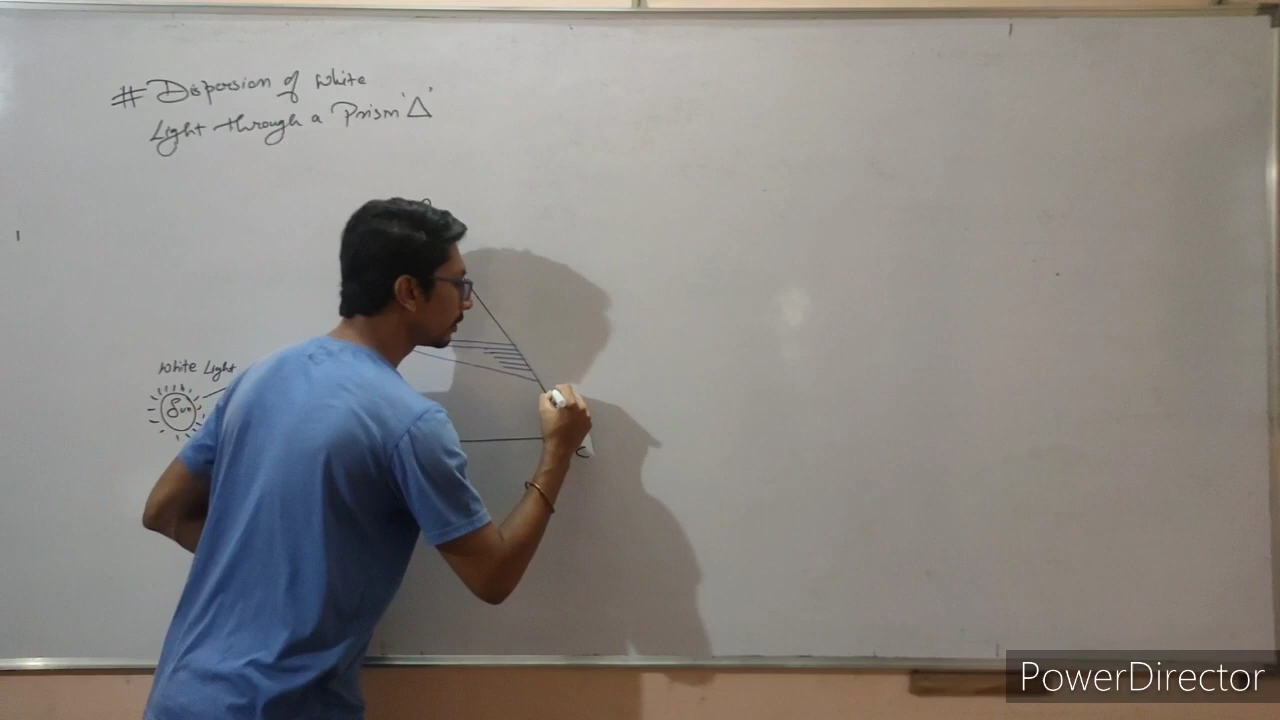 # Dispersion of White
Light through a Prism 'Δ'
White Light
Sun
C
PowerDirector